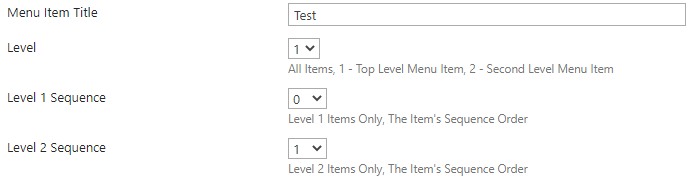 Menu Item Title
Test
Level
1
All Items, 1 - Top Level Menu Item, 2 - Second Level Menu Item
Level 1 Sequence
0
Level 1 Items Only, The Item's Sequence Order
Level 2 Sequence
1
Level 2 Items Only, The Item's Sequence Order